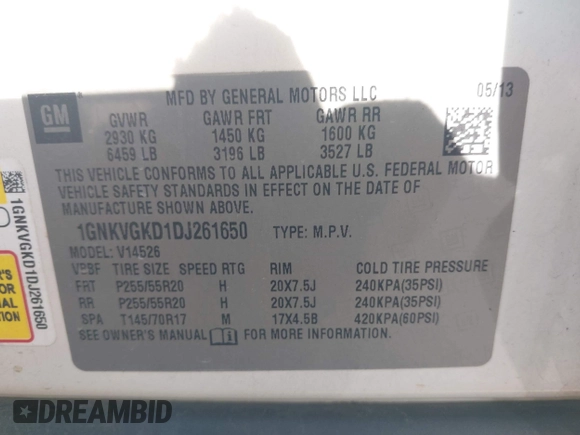 GM
MFD BY GENERAL MOTORS LLC
05/13
GVWR GAWR FRT GAWR RR
2930 KG 1450 KG 1600 KG
6459 LB 3196 LB 3527 LB
THIS VEHICLE CONFORMS TO ALL APPLICABLE U.S. FEDERAL MOTOR
VEHICLE SAFETY STANDARDS IN EFFECT ON THE DATE OF
MANUFACTURE SHOWN ABOVE.
1GNKVGKD1DJ261650 TYPE: M.P.V.
MODEL: V14526
TIRE SIZE SPEED RTG RIM COLD TIRE PRESSURE
FRT P255/55R20 H 20X7.5J 240KPA(35PSI)
RR P255/55R20 H 20X7.5J 240KPA(35PSI)
SPA T145/70R17 M 17X4.5B 420KPA(60PSI)
SEE OWNER'S MANUAL FOR MORE INFORMATION.
1GNKVGKD1DJ261650
DREAMBID